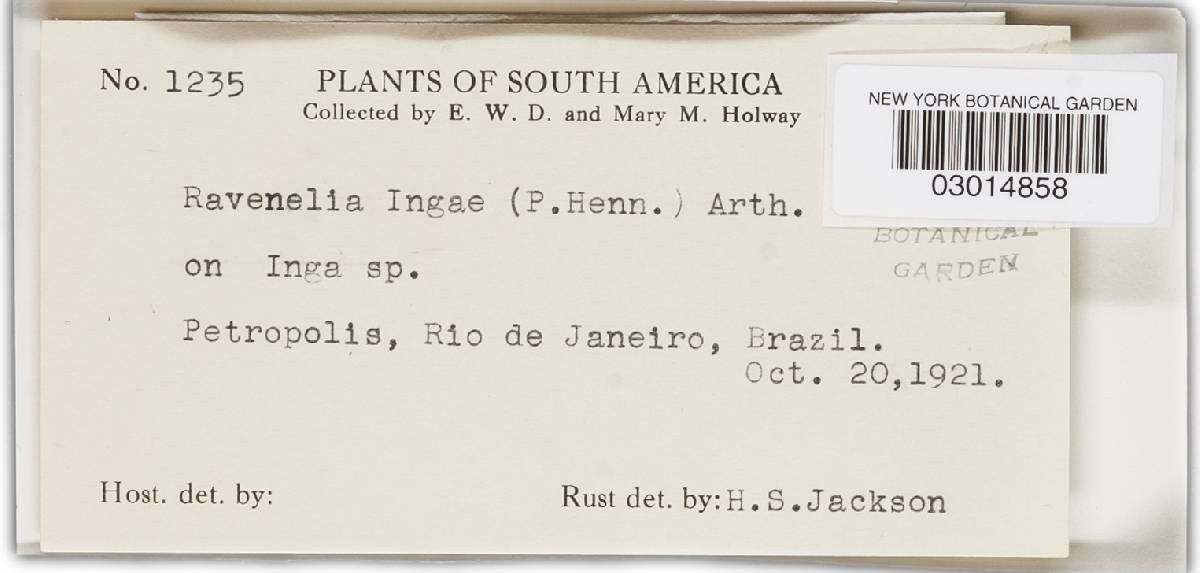 No. 1235 PLANTS OF SOUTH AMERICA
Collected by E. W. D. and Mary M. Holway
NEW YORK BOTANICAL GARDEN
03014858
BOTANICAL
GARDEN
Ravenelia Ingae (P.Henn.) Arth.
on Inga sp.
Petropolis, Rio de Janeiro, Brazil.
Oct. 20,1921.
Host. det. by: Rust det. by: H.S.Jackson